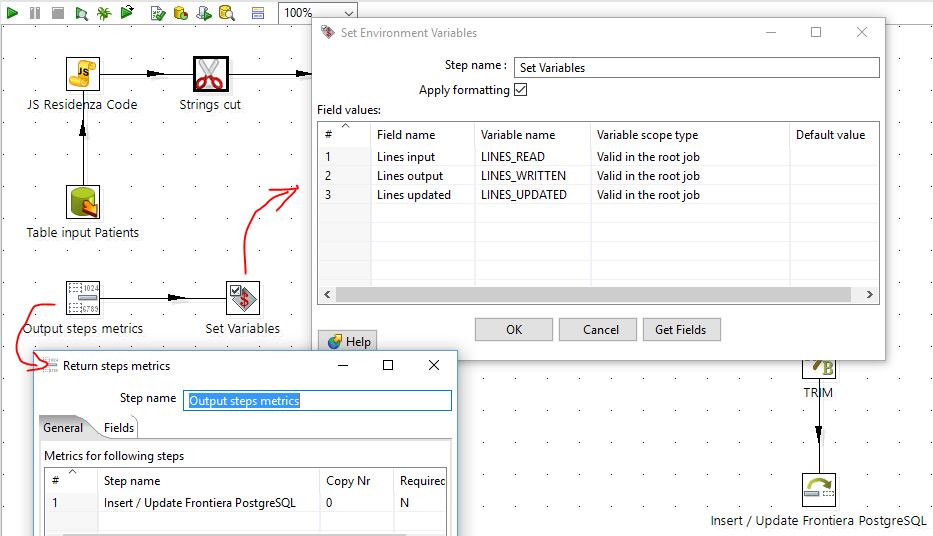 100%
Set Environment Variables
Step name :
Set Variables
Apply formatting
Field values:
# Field name Variable name Variable scope type Default value
1 Lines input LINES_READ Valid in the root job
2 Lines output LINES_WRITTEN Valid in the root job
3 Lines updated LINES_UPDATED Valid in the root job
OK Cancel Get Fields
Help
JS
JS Residenza Code
Strings cut
Table input Patients
1024
6789
Output steps metrics
$
Set Variables
Return steps metrics
Step name
Output steps metrics
General Fields
Metrics for following steps
# Step name Copy Nr Required
1 Insert / Update Frontiera PostgreSQL 0 N
B
TRIM
Insert / Update Frontiera PostgreSQL